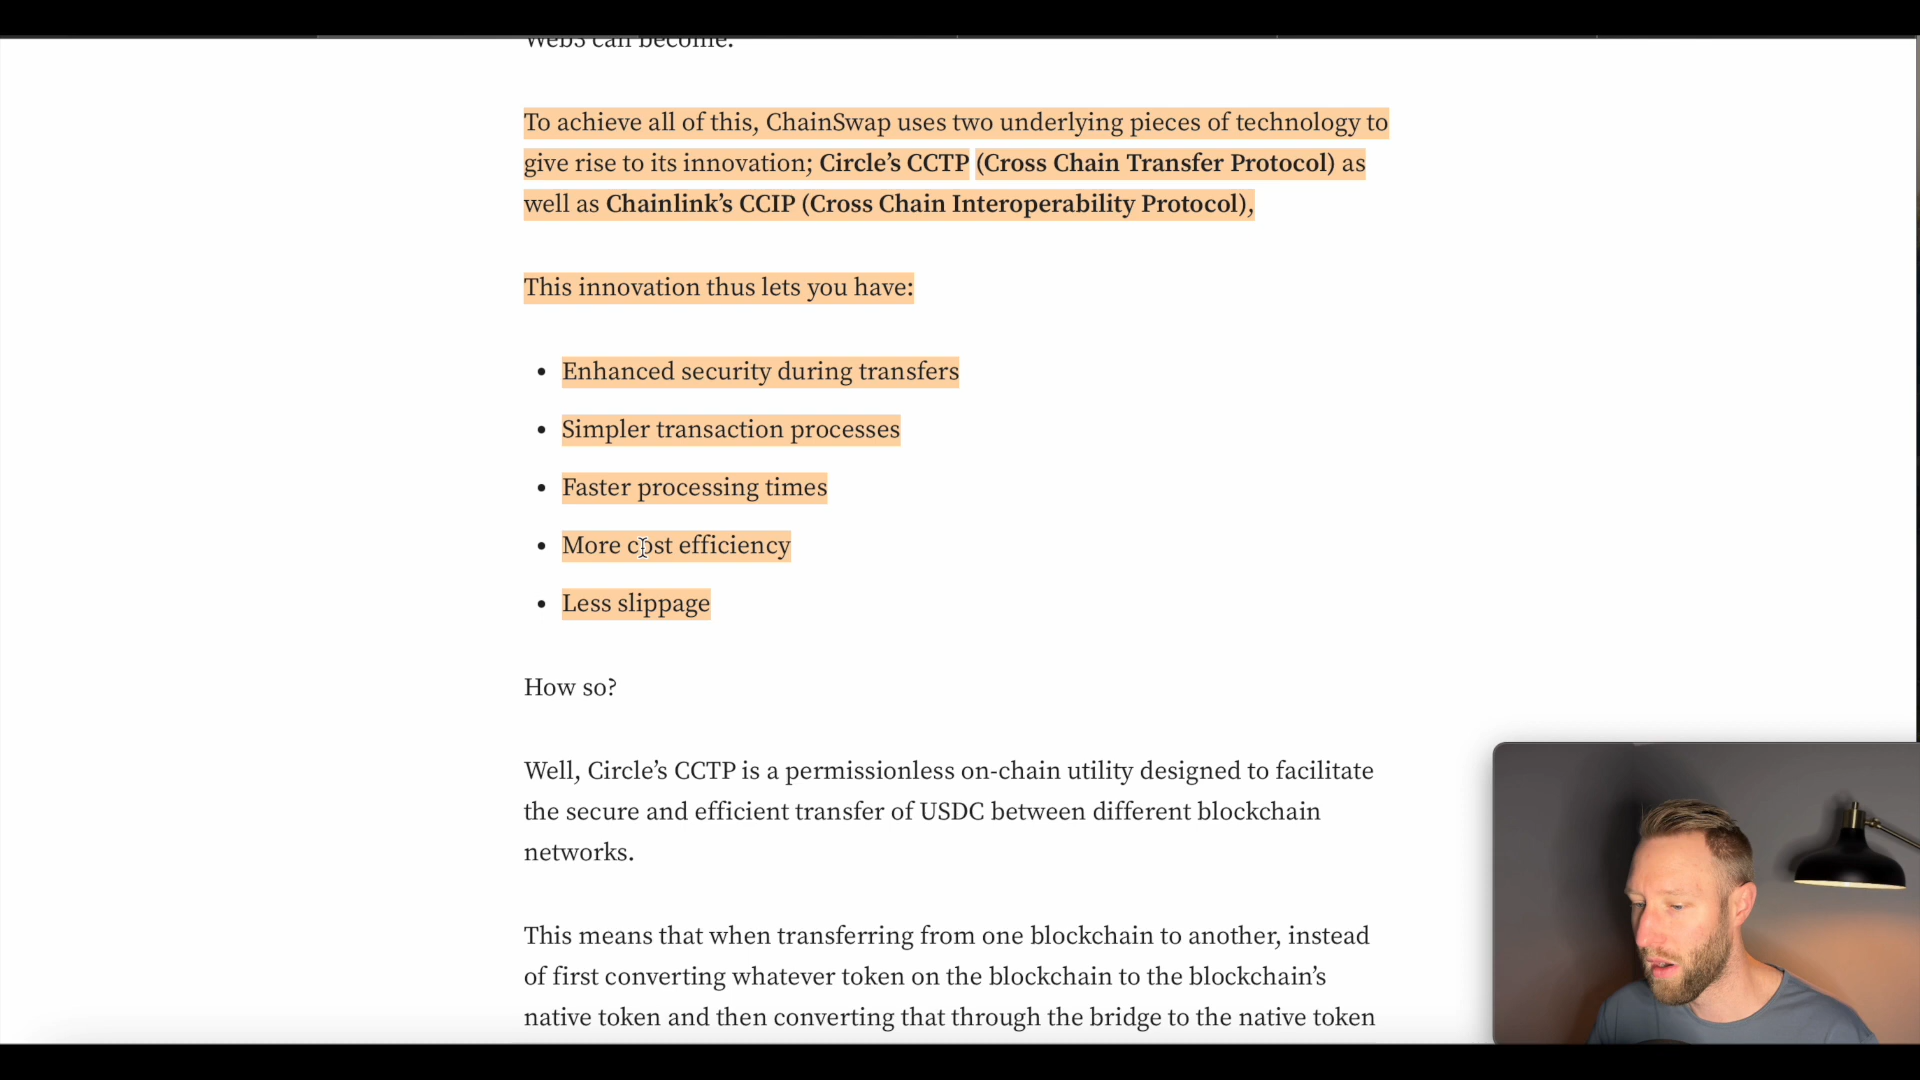 Web3 can become.
To achieve all of this, ChainSwap uses two underlying pieces of technology to
give rise to its innovation; Circle’s CCTP (Cross Chain Transfer Protocol) as
well as Chainlink’s CCIP (Cross Chain Interoperability Protocol),
This innovation thus lets you have:
• Enhanced security during transfers
• Simpler transaction processes
• Faster processing times
• More cost efficiency
• Less slippage
How so?
Well, Circle’s CCTP is a permissionless on-chain utility designed to facilitate
the secure and efficient transfer of USDC between different blockchain
networks.
This means that when transferring from one blockchain to another, instead
of first converting whatever token on the blockchain to the blockchain’s
native token and then converting that through the bridge to the native token